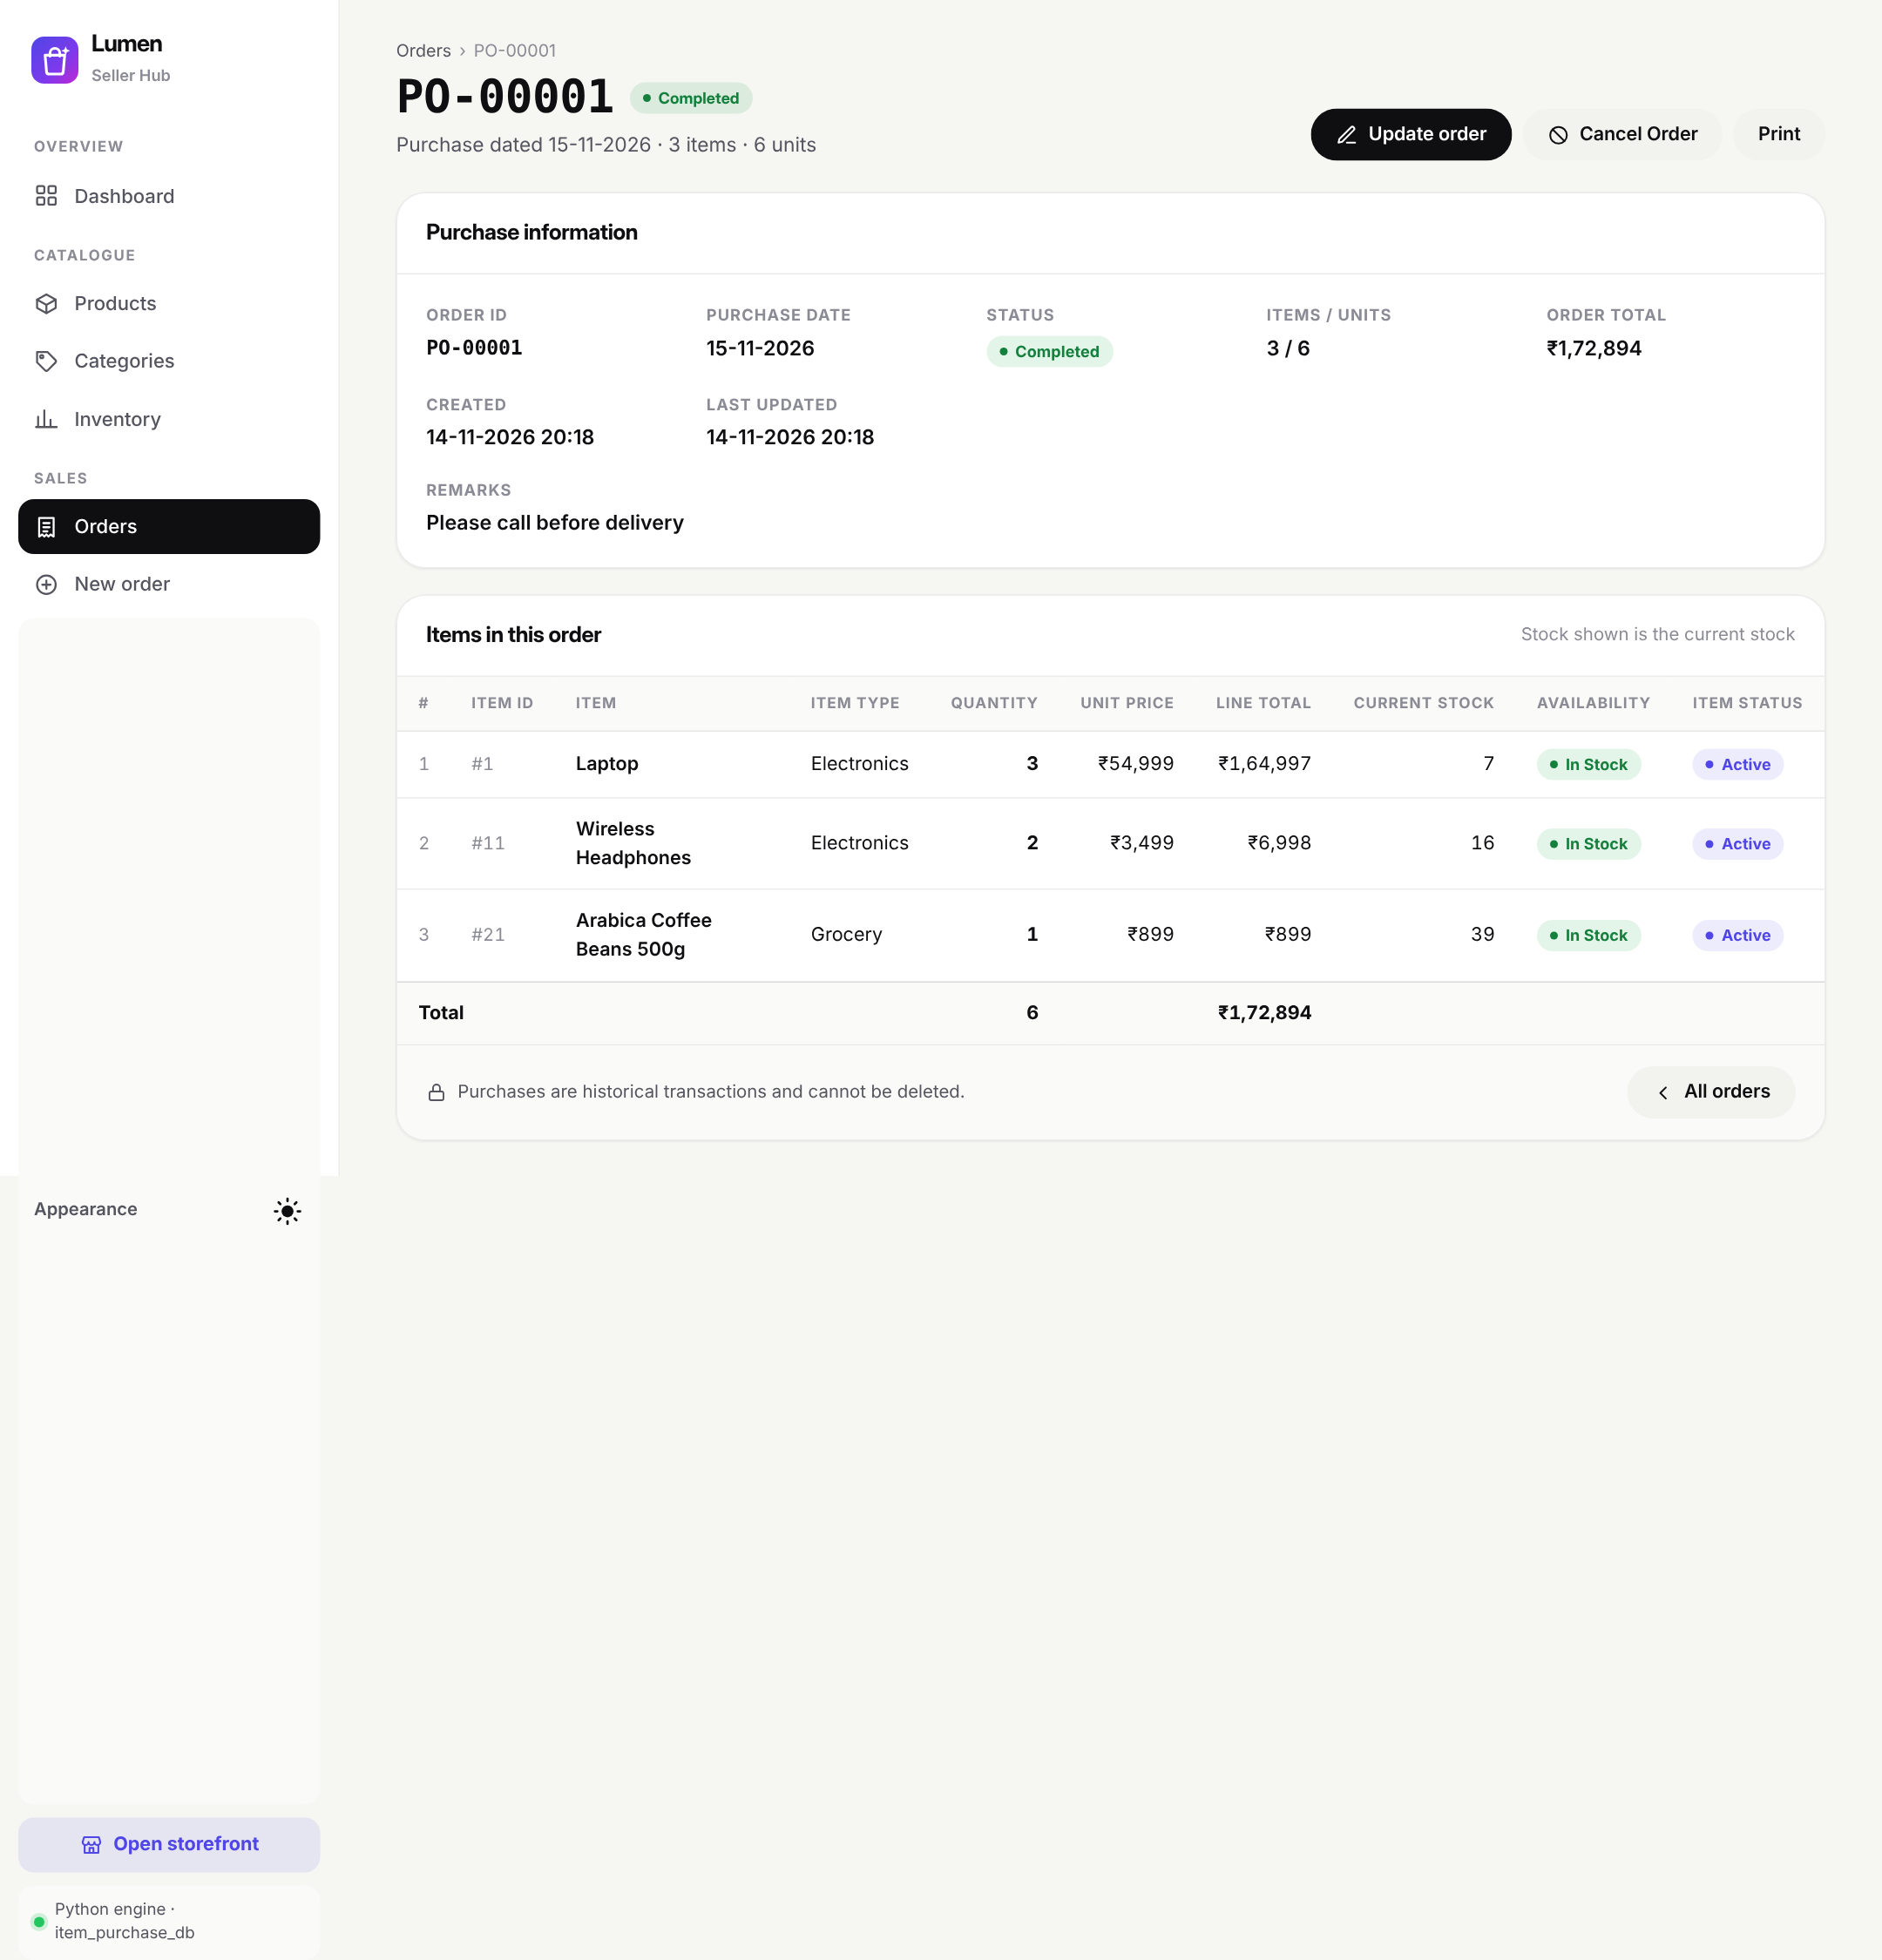 Lumen
Seller Hub
OVERVIEW
Dashboard
CATALOGUE
Products
Categories
Inventory
SALES
Orders
New order
Appearance
Open storefront
Python engine ·
item_purchase_db
Orders › PO-00001
PO-00001 Completed
Purchase dated 15-11-2026 · 3 items · 6 units
Update order Cancel Order Print
Purchase information
ORDER ID PURCHASE DATE STATUS ITEMS / UNITS ORDER TOTAL
PO-00001 15-11-2026 Completed 3 / 6 ₹1,72,894
CREATED LAST UPDATED
14-11-2026 20:18 14-11-2026 20:18
REMARKS
Please call before delivery
Items in this order Stock shown is the current stock
# ITEM ID ITEM ITEM TYPE QUANTITY UNIT PRICE LINE TOTAL CURRENT STOCK AVAILABILITY ITEM STATUS
1 #1 Laptop Electronics 3 ₹54,999 ₹1,64,997 7 In Stock Active
2 #11 Wireless Headphones Electronics 2 ₹3,499 ₹6,998 16 In Stock Active
3 #21 Arabica Coffee Beans 500g Grocery 1 ₹899 ₹899 39 In Stock Active
Total 6 ₹1,72,894
Purchases are historical transactions and cannot be deleted. All orders